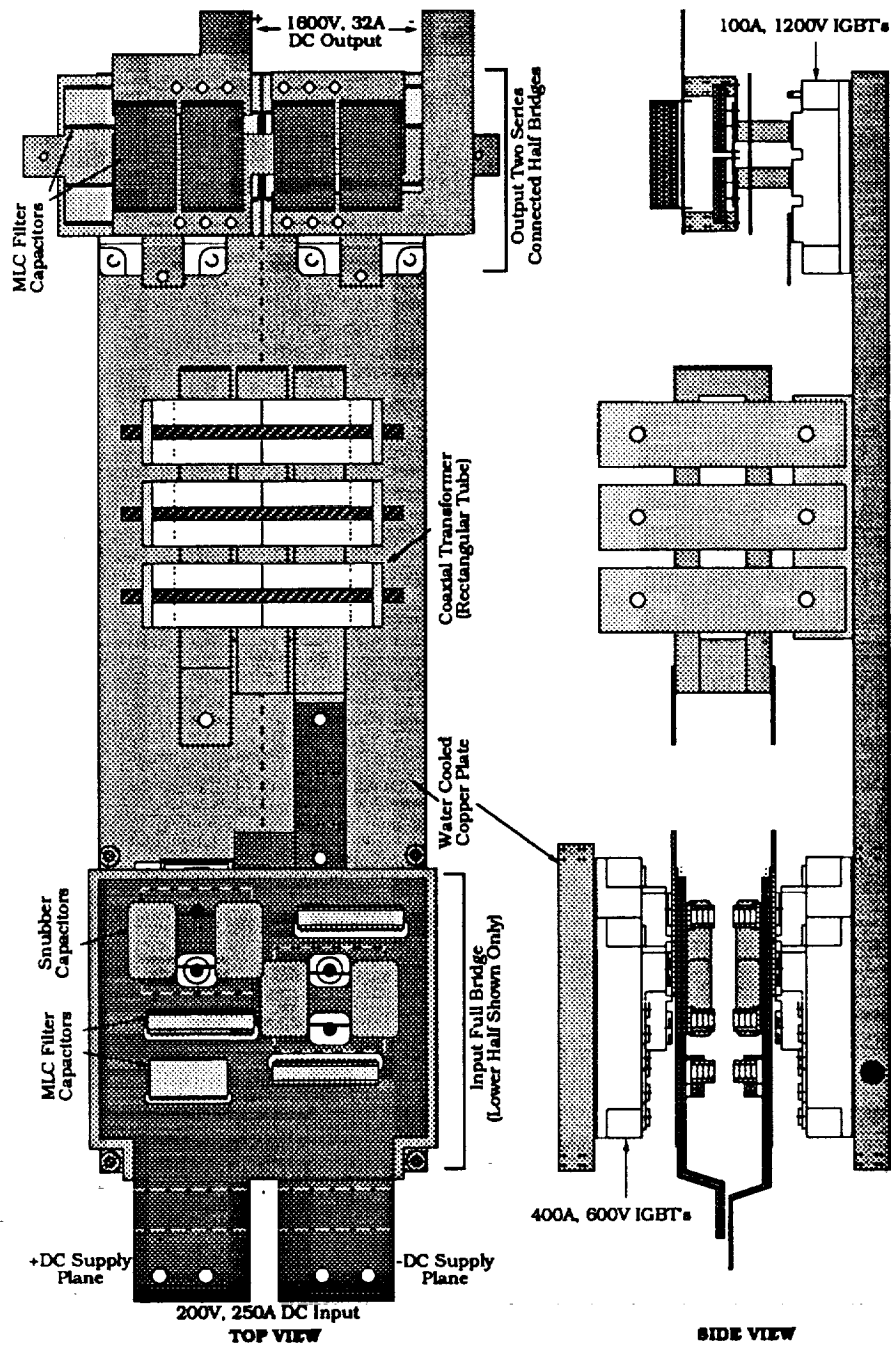 + 1600V, 32A -
DC Output
100A, 1200V IGBT's
MLC Filter
Capacitors
Output Two Series
Connected Half Bridges
Coaxial Transformer
(Rectangular Tube)
Water Cooled
Copper Plate
Snubber
Capacitors
MLC Filter
Capacitors
Input Full Bridge
(Lower Half Shown Only)
400A, 600V IGBT's
+DC Supply
Plane
-DC Supply
Plane
200V, 250A DC Input
TOP VIEW
SIDE VIEW